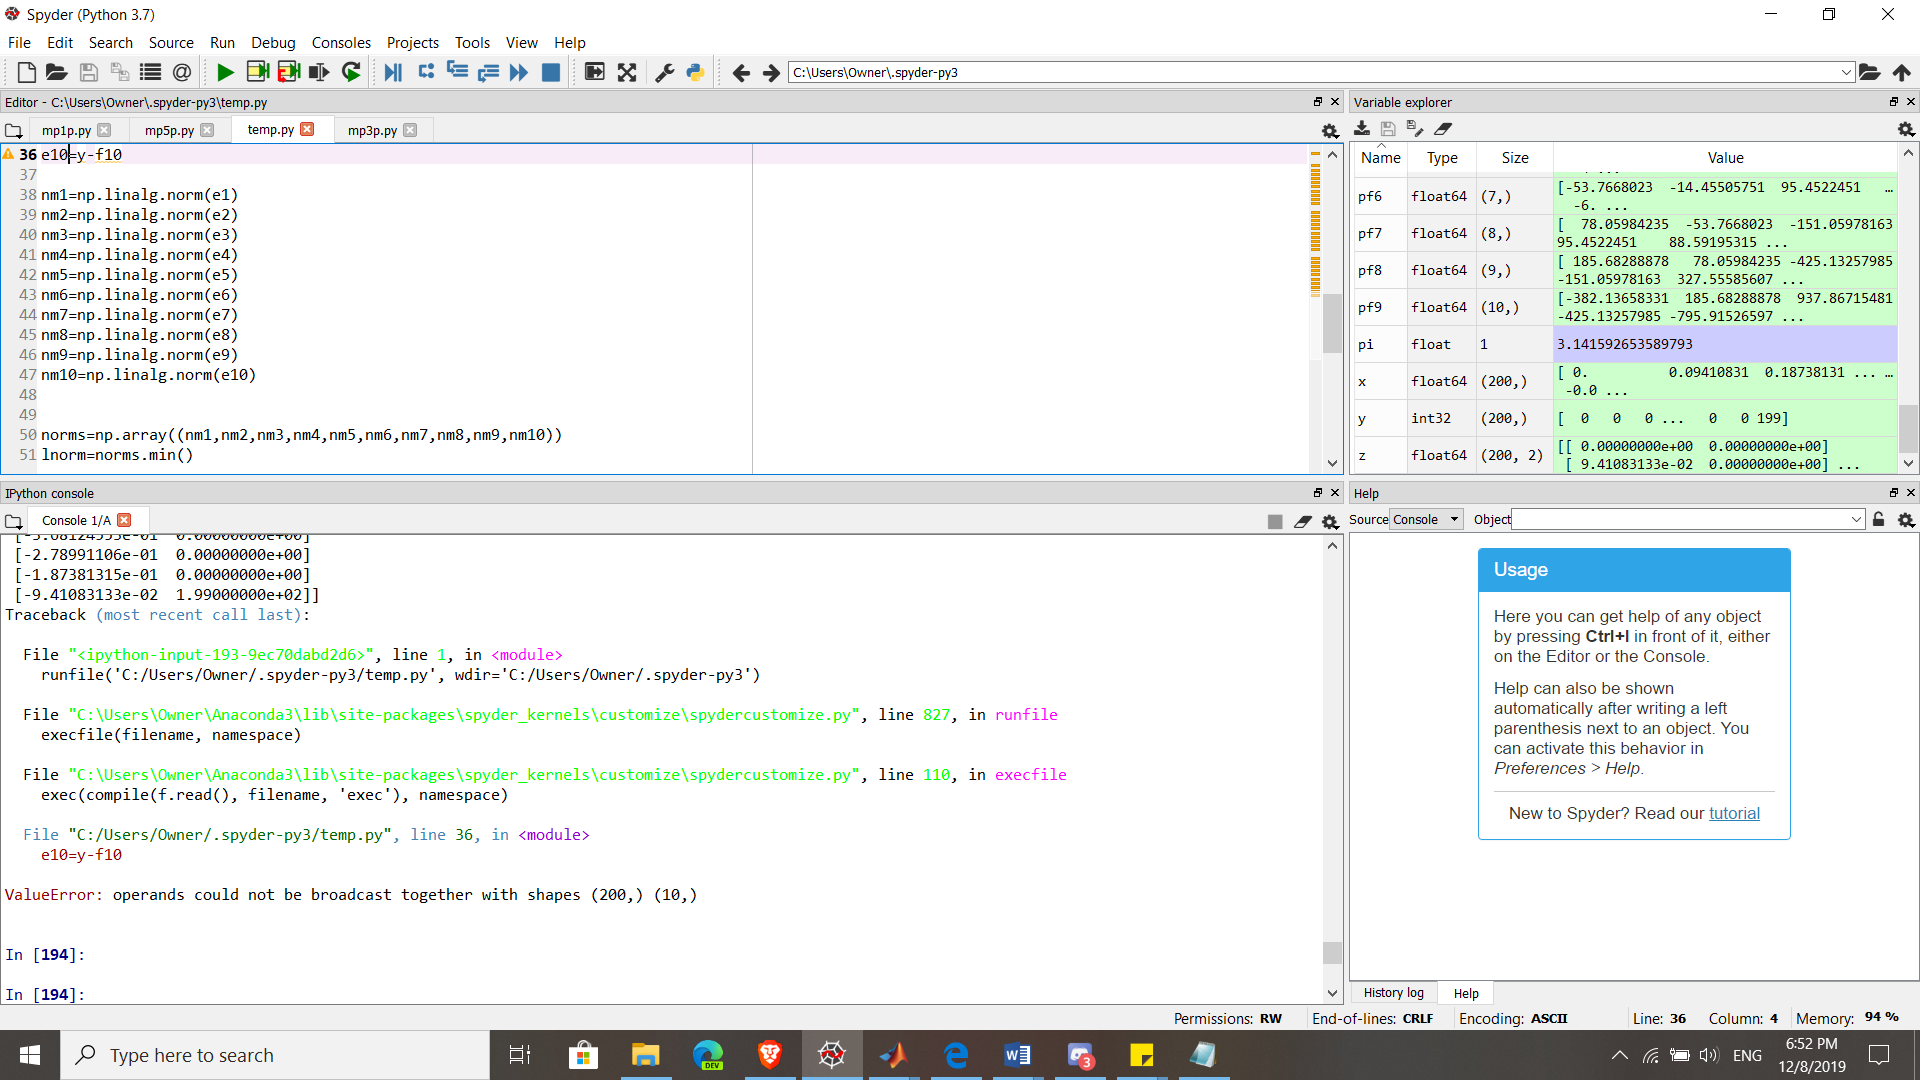 Spyder (Python 3.7)
File Edit Search Source Run Debug Consoles Projects Tools View Help
C:\Users\Owner\.spyder-py3
Editor - C:\Users\Owner\.spyder-py3\temp.py
mp1p.py mp5p.py temp.py mp3p.py
36 e10=y-f10
37
38 nm1=np.linalg.norm(e1)
39 nm2=np.linalg.norm(e2)
40 nm3=np.linalg.norm(e3)
41 nm4=np.linalg.norm(e4)
42 nm5=np.linalg.norm(e5)
43 nm6=np.linalg.norm(e6)
44 nm7=np.linalg.norm(e7)
45 nm8=np.linalg.norm(e8)
46 nm9=np.linalg.norm(e9)
47 nm10=np.linalg.norm(e10)
48
49
50 norms=np.array((nm1,nm2,nm3,nm4,nm5,nm6,nm7,nm8,nm9,nm10))
51 lnorm=norms.min()
Variable explorer
Name Type Size Value
pf6 float64 (7,) [-53.7668023 -14.45505751 95.4522451 …
-6. ...
pf7 float64 (8,) [ 78.05984235 -53.7668023 -151.05978163
95.4522451 88.59195315 ...
pf8 float64 (9,) [ 185.68288878 78.05984235 -425.13257985
-151.05978163 327.55585607 ...
pf9 float64 (10,) [-382.13658331 185.68288878 937.86715481
-425.13257985 -795.91526597 ...
pi float 1 3.141592653589793
x float64 (200,) [ 0. 0.09410831 0.18738131 ... …
-0.0 ...
y int32 (200,) [ 0 0 0 ... 0 0 199]
z float64 (200, 2) [[ 0.00000000e+00 0.00000000e+00]
[ 9.41083133e-02 0.00000000e+00] ...
IPython console
Console 1/A
[-2.78991106e-01 0.00000000e+00]
[-1.87381315e-01 0.00000000e+00]
[-9.41083133e-02 1.99000000e+02]]
Traceback (most recent call last):
File "<ipython-input-193-9ec70dabd2d6>", line 1, in <module>
runfile('C:/Users/Owner/.spyder-py3/temp.py', wdir='C:/Users/Owner/.spyder-py3')
File "C:\Users\Owner\Anaconda3\lib\site-packages\spyder_kernels\customize\spydercustomize.py", line 827, in runfile
execfile(filename, namespace)
File "C:\Users\Owner\Anaconda3\lib\site-packages\spyder_kernels\customize\spydercustomize.py", line 110, in execfile
exec(compile(f.read(), filename, 'exec'), namespace)
File "C:/Users/Owner/.spyder-py3/temp.py", line 36, in <module>
e10=y-f10
ValueError: operands could not be broadcast together with shapes (200,) (10,)
In [194]:
In [194]:
Help
Source Console Object
Usage
Here you can get help of any object
by pressing Ctrl+I in front of it, either
on the Editor or the Console.
Help can also be shown
automatically after writing a left
parenthesis next to an object. You
can activate this behavior in
Preferences > Help.
New to Spyder? Read our tutorial
History log Help
Permissions: RW End-of-lines: CRLF Encoding: ASCII Line: 36 Column: 4 Memory: 94 %
Type here to search
DEV
3
ENG
6:52 PM
12/8/2019